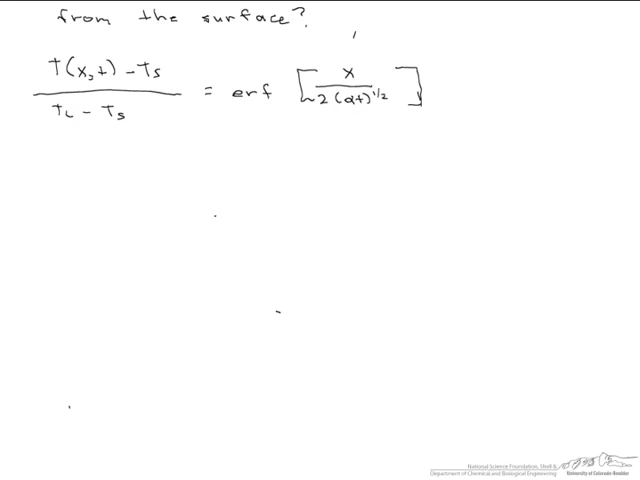 from the surface?
T(x,t) - Ts
Ti - Ts
= erf [ x
2(αt)^1/2 ]
National Science Foundation, Shell &
Department of Chemical and Biological Engineering
University of Colorado Boulder